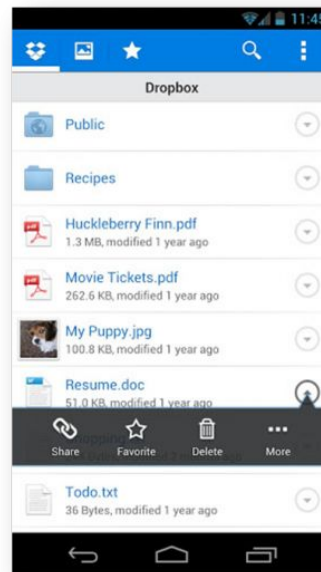 11:45
Dropbox
Public
Recipes
Huckleberry Finn.pdf
1.3 MB, modified 1 year ago
Movie Tickets.pdf
262.6 KB, modified 1 year ago
My Puppy.jpg
100.8 KB, modified 1 year ago
Resume.doc
51.0 KB, modified 1 year ago
Share Favorite Delete More
Todo.txt
36 Bytes, modified 1 year ago